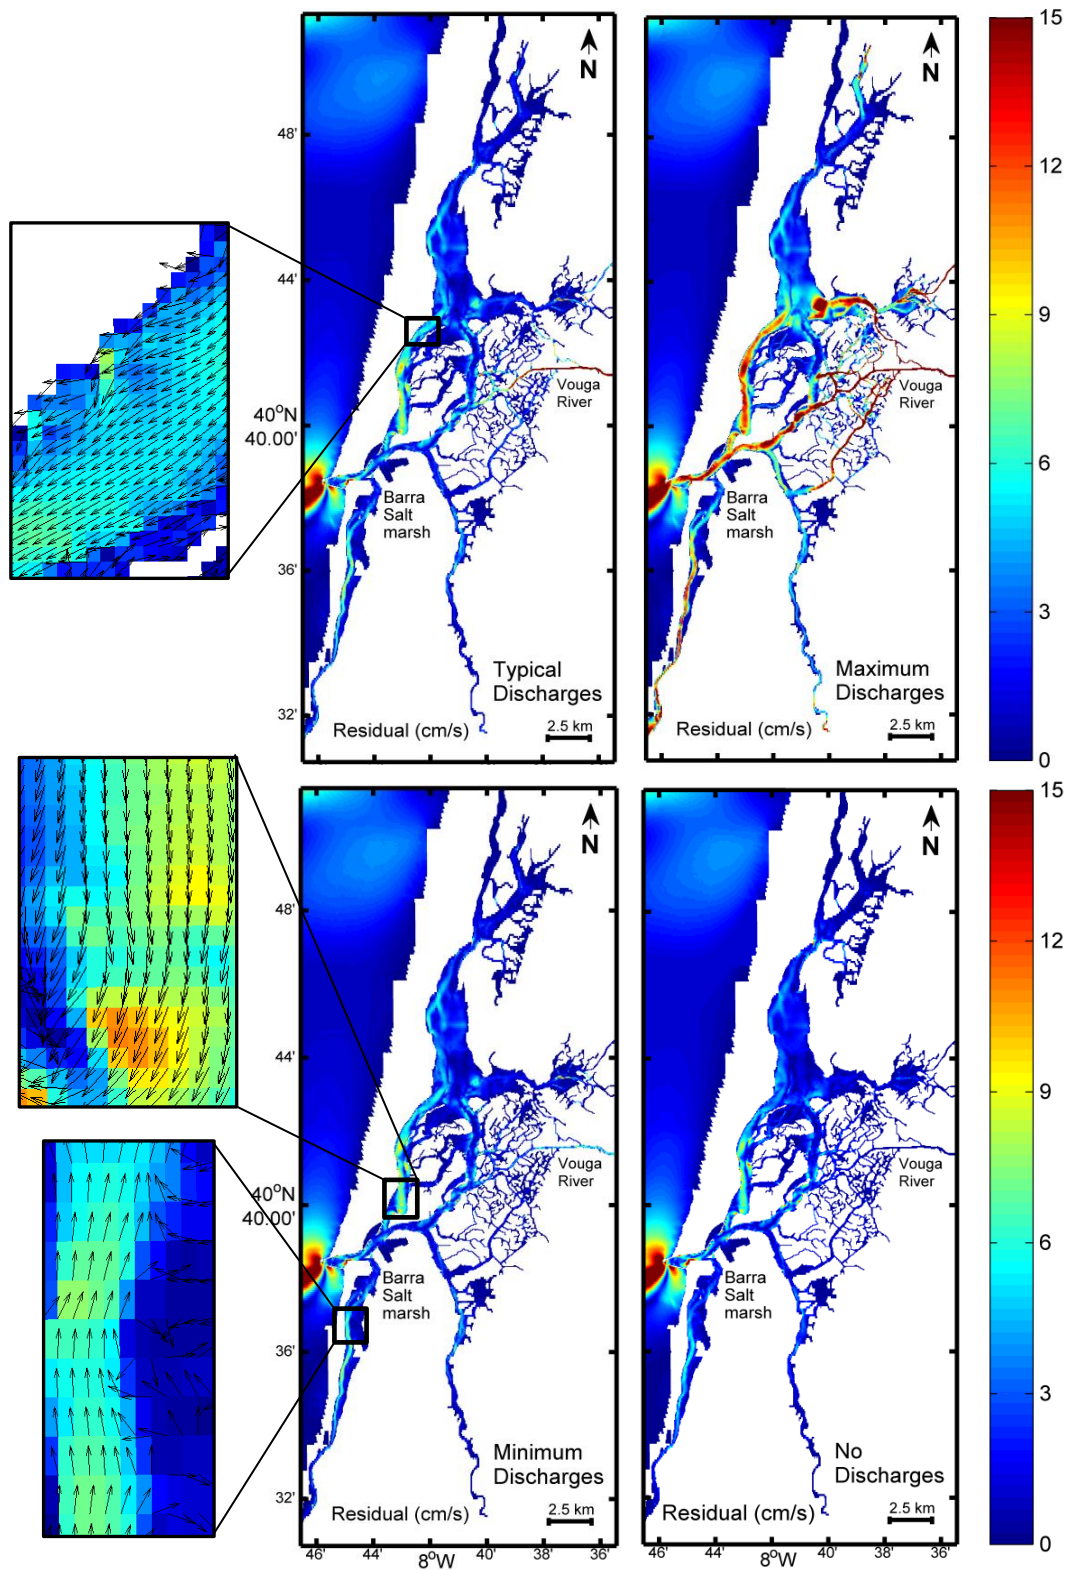 N
48'
44'
40°N
40.00'
36'
32'
Vouga
River
Barra
Salt
marsh
Typical
Discharges
Residual (cm/s)
2.5 km
N
Vouga
River
Barra
Salt
marsh
Maximum
Discharges
Residual (cm/s)
2.5 km
15
12
9
6
3
0
N
48'
44'
40°N
40.00'
36'
32'
Vouga
River
Barra
Salt
marsh
Minimum
Discharges
Residual (cm/s)
2.5 km
46'
44'
8°W
40'
38'
36'
N
Vouga
River
Barra
Salt
marsh
No
Discharges
Residual (cm/s)
2.5 km
46'
44'
8°W
40'
38'
36'
15
12
9
6
3
0